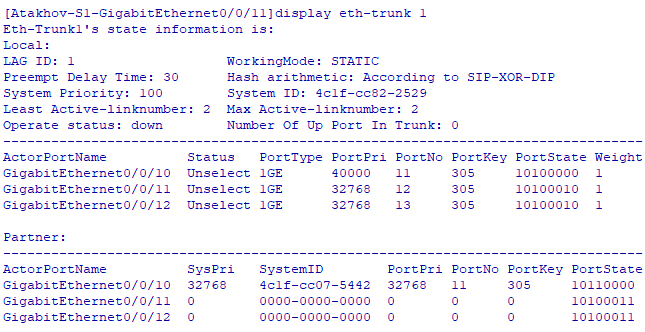 [Atakhov-S1-GigabitEthernet0/0/11]display eth-trunk 1
Eth-Trunk1's state information is:
Local:
LAG ID: 1 WorkingMode: STATIC
Preempt Delay Time: 30 Hash arithmetic: According to SIP-XOR-DIP
System Priority: 100 System ID: 4c1f-cc82-2529
Least Active-linknumber: 2 Max Active-linknumber: 2
Operate status: down Number Of Up Port In Trunk: 0
--------------------------------------------------------------------------------
ActorPortName Status PortType PortPri PortNo PortKey PortState Weight
GigabitEthernet0/0/10 Unselect 1GE 40000 11 305 10100000 1
GigabitEthernet0/0/11 Unselect 1GE 32768 12 305 10100010 1
GigabitEthernet0/0/12 Unselect 1GE 32768 13 305 10100010 1
Partner:
--------------------------------------------------------------------------------
ActorPortName SysPri SystemID PortPri PortNo PortKey PortState
GigabitEthernet0/0/10 32768 4c1f-cc07-5442 32768 11 305 10110000
GigabitEthernet0/0/11 0 0000-0000-0000 0 0 0 10100011
GigabitEthernet0/0/12 0 0000-0000-0000 0 0 0 10100011